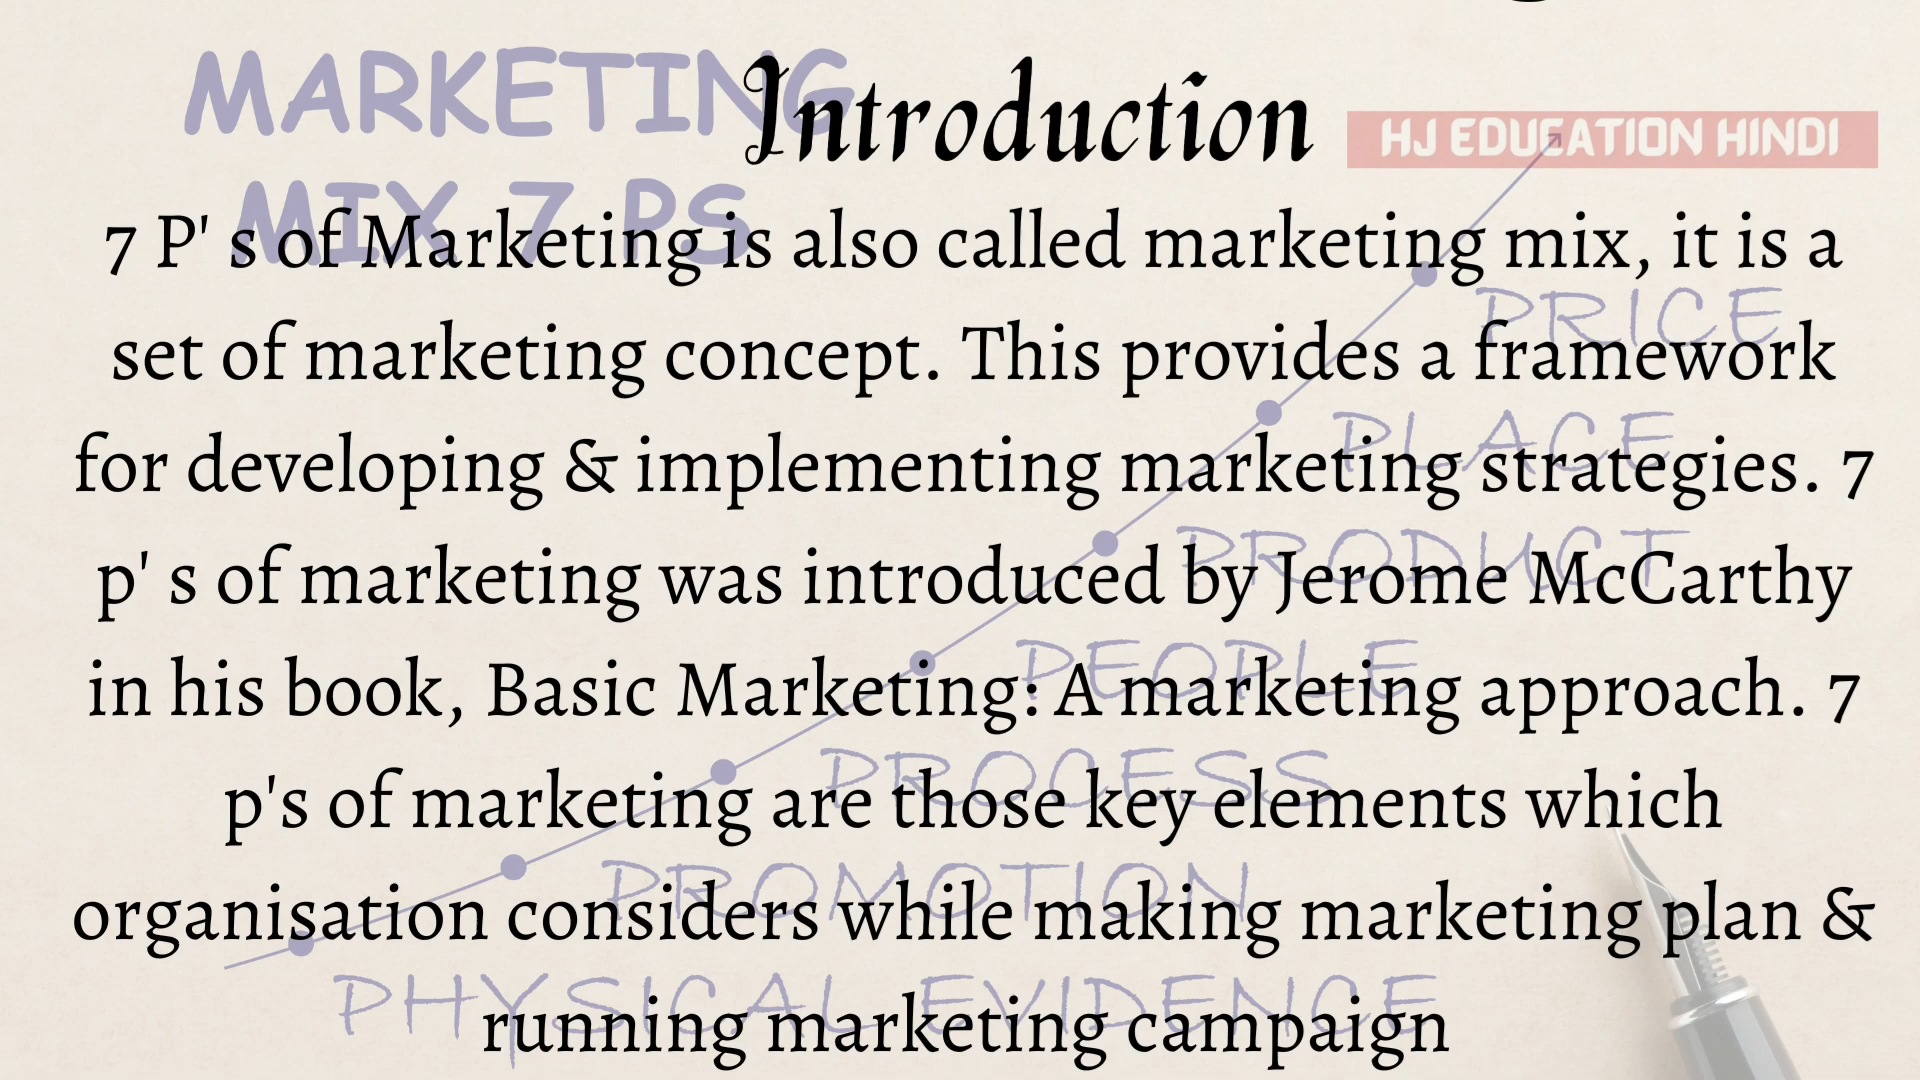 MARKETING
MIX 7 PS
Introduction
HJ EDUCATION HINDI
7 P' s of Marketing is also called marketing mix, it is a
set of marketing concept. This provides a framework
for developing & implementing marketing strategies. 7
p' s of marketing was introduced by Jerome McCarthy
in his book, Basic Marketing: A marketing approach. 7
p's of marketing are those key elements which
organisation considers while making marketing plan &
running marketing campaign
PRICE
PLACE
PRODUCT
PEOPLE
PROCESS
PROMOTION
PHYSICAL EVIDENCE